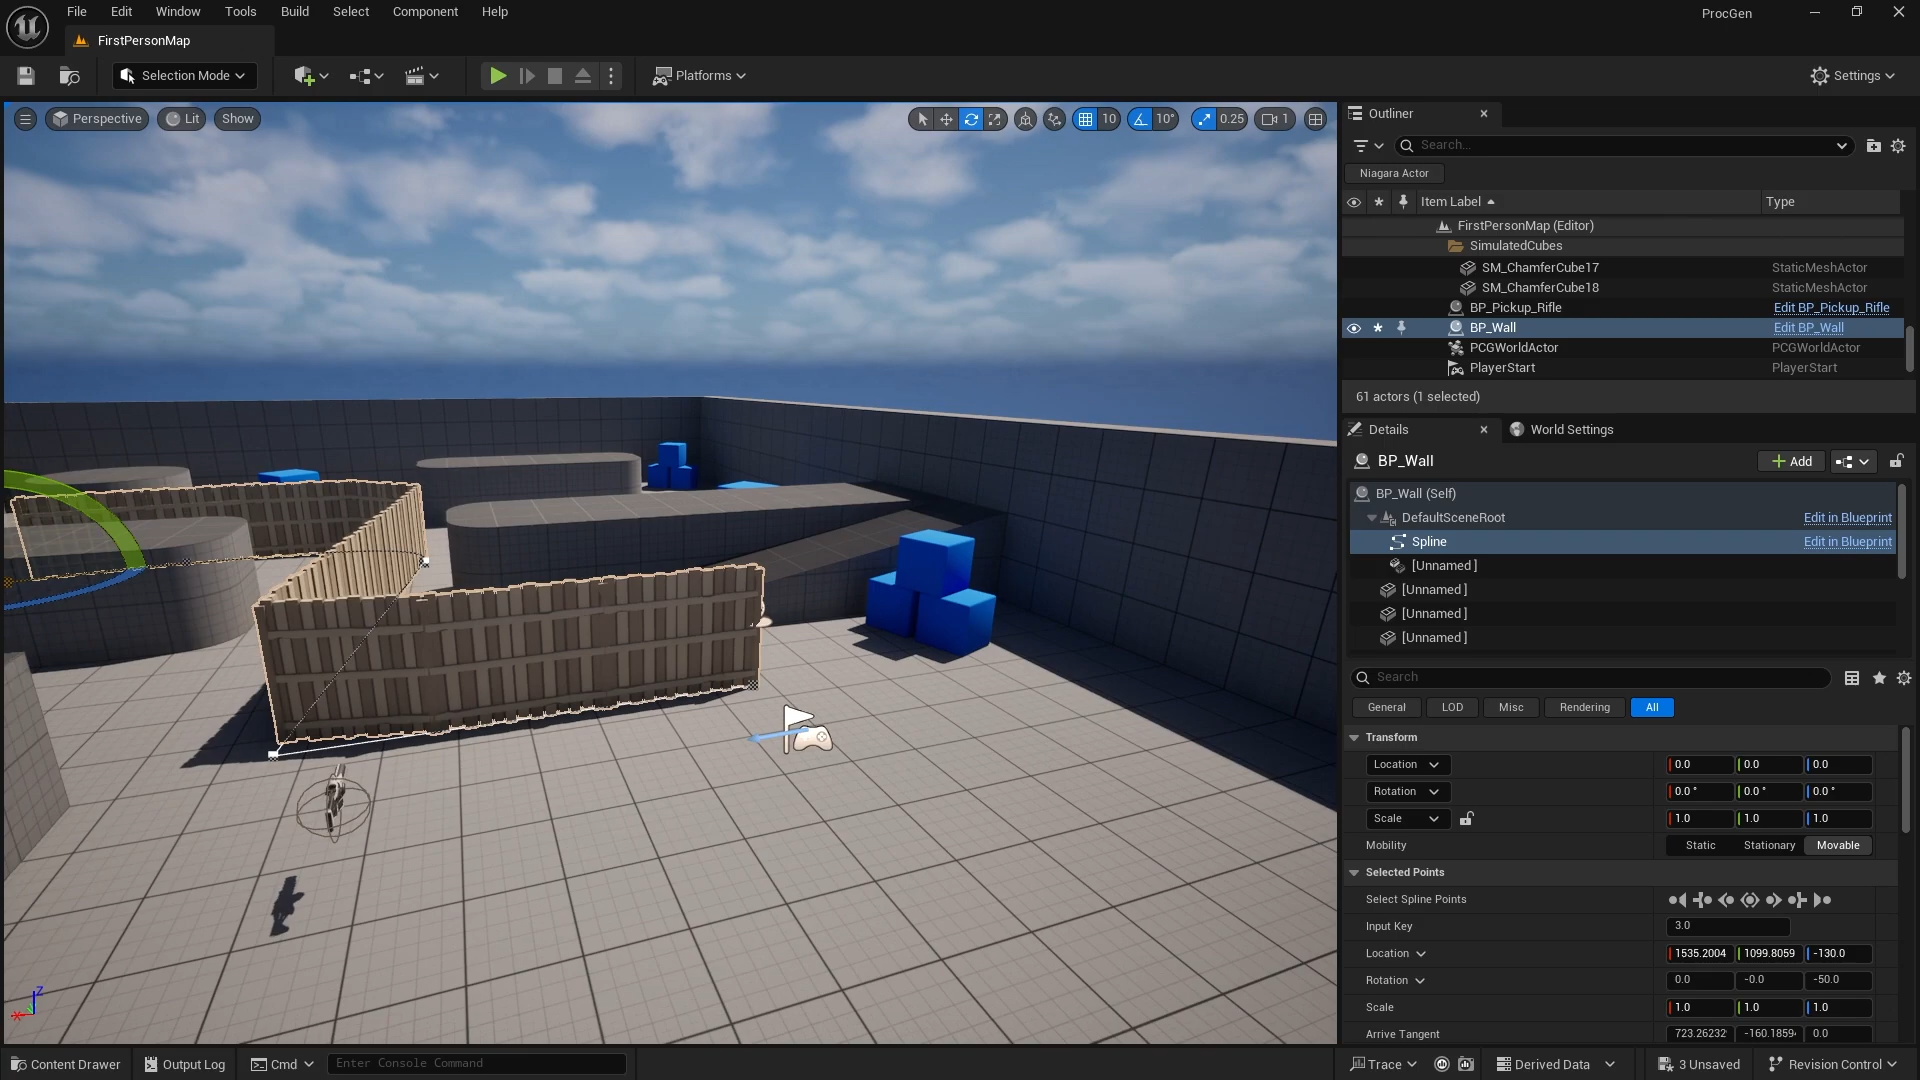 File Edit Window Tools Build Select Component Help
ProcGen
FirstPersonMap
Selection Mode
Platforms
Settings
Perspective Lit Show
10 10° 0.25 1
Outliner
Search...
Niagara Actor
Item Label Type
FirstPersonMap (Editor)
SimulatedCubes
SM_ChamferCube17 StaticMeshActor
SM_ChamferCube18 StaticMeshActor
BP_Pickup_Rifle Edit BP_Pickup_Rifle
BP_Wall Edit BP_Wall
PCGWorldActor PCGWorldActor
PlayerStart PlayerStart
61 actors (1 selected)
Details World Settings
BP_Wall Add
BP_Wall (Self)
DefaultSceneRoot Edit in Blueprint
Spline Edit in Blueprint
[Unnamed ]
[Unnamed ]
[Unnamed ]
[Unnamed ]
Search
General LOD Misc Rendering All
Transform
Location 0.0 0.0 0.0
Rotation 0.0 ° 0.0 ° 0.0 °
Scale 1.0 1.0 1.0
Mobility Static Stationary Movable
Selected Points
Select Spline Points
Input Key 3.0
Location 1535.2004 1099.8059 -130.0
Rotation 0.0 -0.0 -50.0
Scale 1.0 1.0 1.0
Arrive Tangent 723.26232 -160.1859 0.0
Z
X
Content Drawer Output Log Cmd Enter Console Command Trace Derived Data 3 Unsaved Revision Control